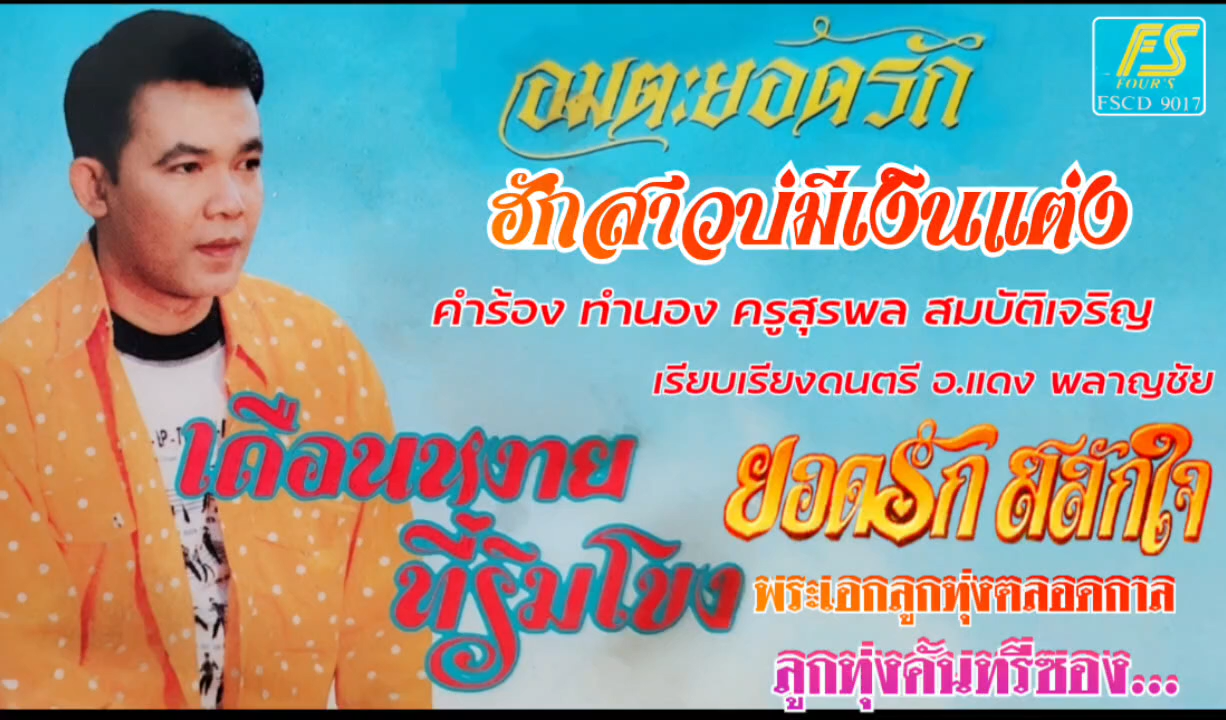 อมตะยอดรัก
FS
FOUR'S
FSCD 9017
ฮักสาวบ่มีเงินแต่ง
คำร้อง ทำนอง ครูสุรพล สมบัติเจริญ
เรียบเรียงดนตรี อ.แดง พลาญชัย
เดือนหงาย
ที่ริมโขง
ยอดรัก สลักใจ
พระเอกลูกทุ่งตลอดกาล
ลูกทุ่งคันทรีซอง...